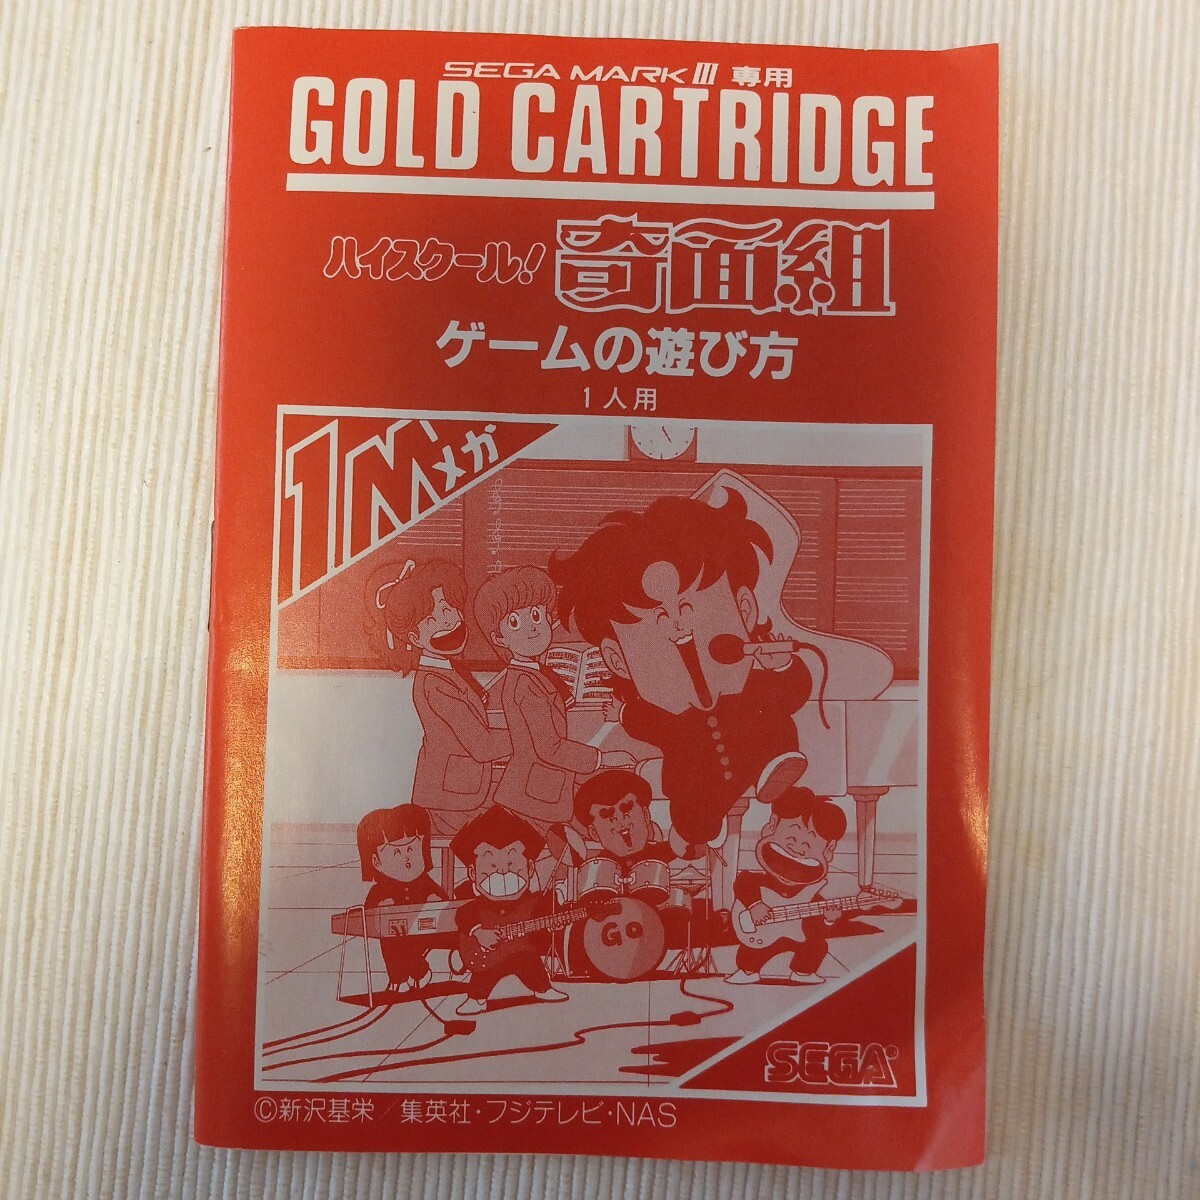 SEGA MARK III 専用
GOLD CARTRIDGE
ハイスクール! 奇面組
ゲームの遊び方
1人用
1Mメガ
Go
SEGA®
©新沢基栄/集英社・フジテレビ・NAS